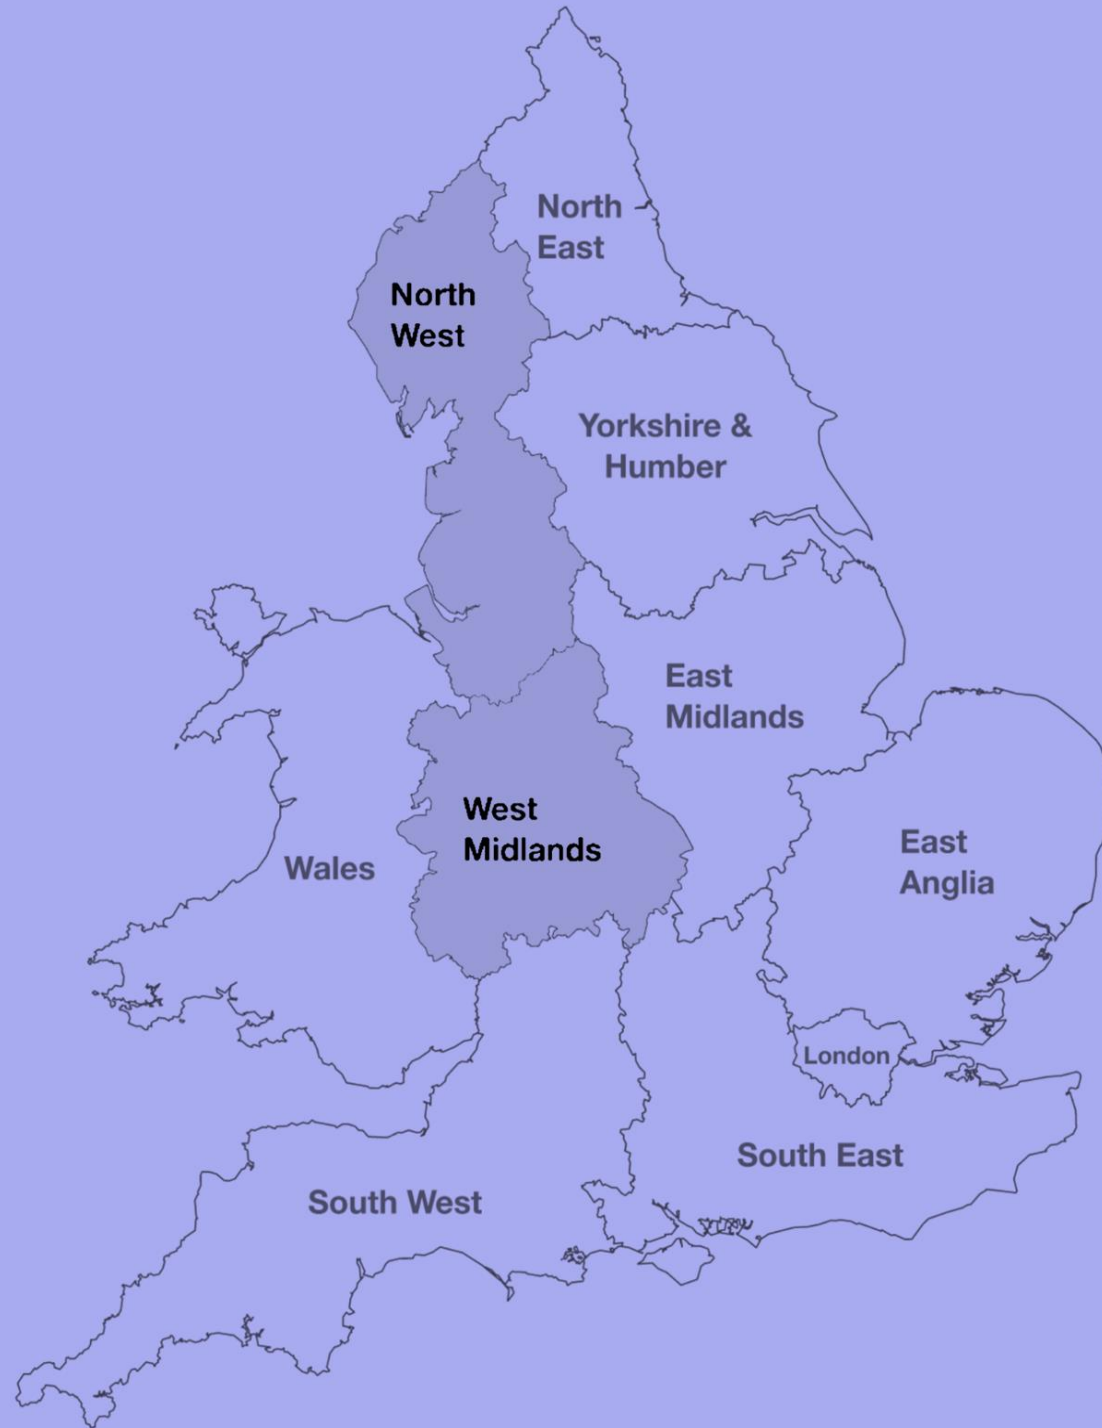 North
East
North
West
Yorkshire &
Humber
East
Midlands
West
Midlands
East
Anglia
Wales
London
South East
South West